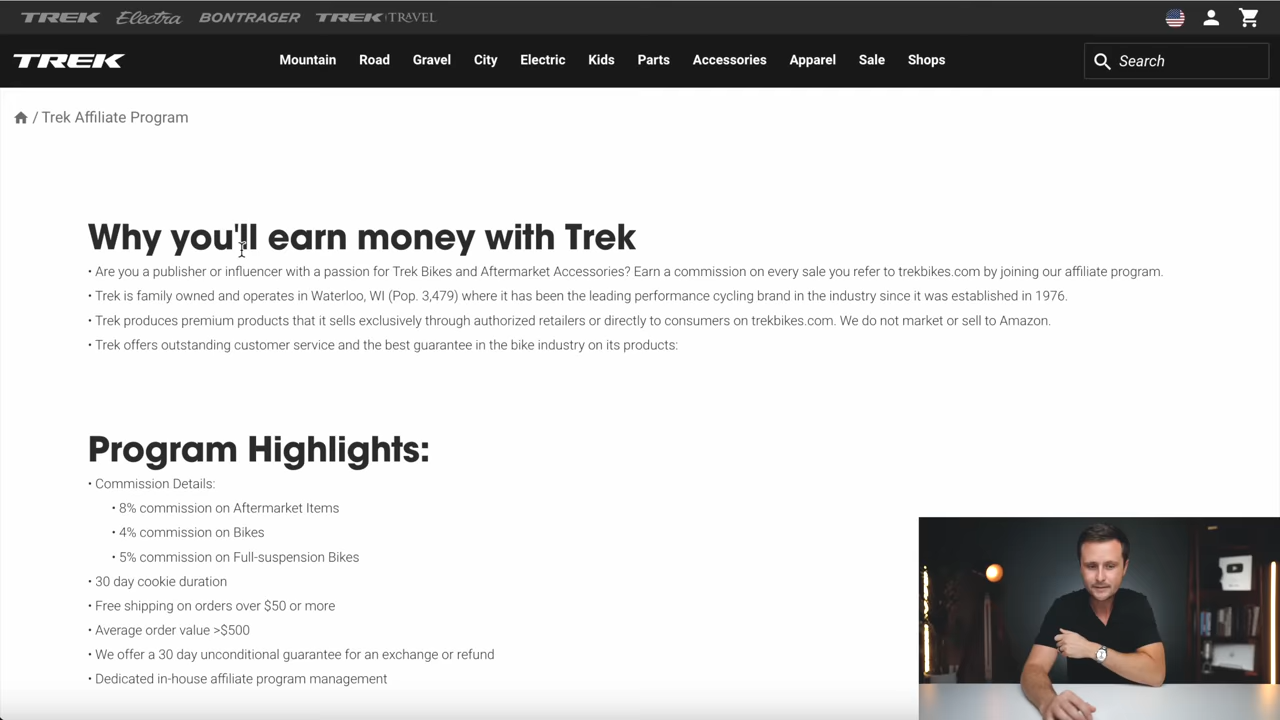 TREK Electra BONTRAGER TREK TRAVEL
TREK Mountain Road Gravel City Electric Kids Parts Accessories Apparel Sale Shops Search
/ Trek Affiliate Program
Why you'll earn money with Trek
• Are you a publisher or influencer with a passion for Trek Bikes and Aftermarket Accessories? Earn a commission on every sale you refer to trekbikes.com by joining our affiliate program.
• Trek is family owned and operates in Waterloo, WI (Pop. 3,479) where it has been the leading performance cycling brand in the industry since it was established in 1976.
• Trek produces premium products that it sells exclusively through authorized retailers or directly to consumers on trekbikes.com. We do not market or sell to Amazon.
• Trek offers outstanding customer service and the best guarantee in the bike industry on its products:
Program Highlights:
• Commission Details:
• 8% commission on Aftermarket Items
• 4% commission on Bikes
• 5% commission on Full-suspension Bikes
• 30 day cookie duration
• Free shipping on orders over $50 or more
• Average order value >$500
• We offer a 30 day unconditional guarantee for an exchange or refund
• Dedicated in-house affiliate program management